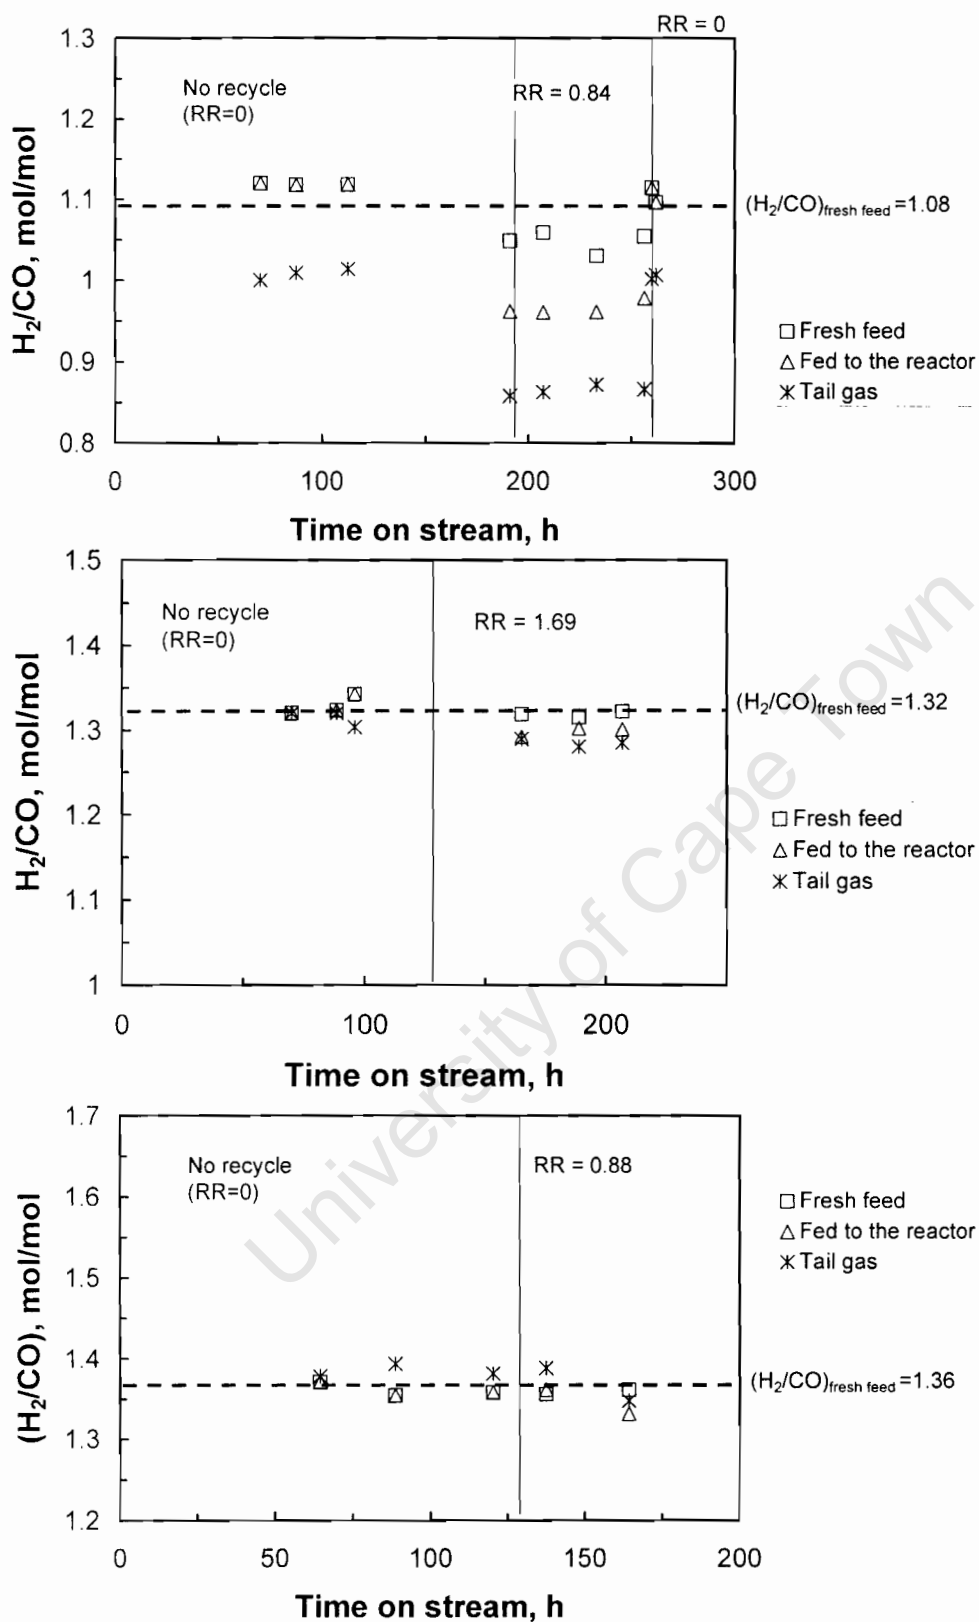 RR = 0
1.3
No recycle
(RR=0)
RR = 0.84
1.2
1.1
(H₂/CO)fresh feed=1.08
1
0.9
0.8
H₂/CO, mol/mol
□ Fresh feed
△ Fed to the reactor
Tail gas
0 100 200 300
Time on stream, h
1.5
No recycle
(RR=0)
RR = 1.69
1.4
1.3
(H₂/CO)fresh feed=1.32
1.2
1.1
1
H₂/CO, mol/mol
□ Fresh feed
△ Fed to the reactor
Tail gas
0 100 200
Time on stream, h
1.7
No recycle
(RR=0)
RR = 0.88
1.6
1.5
1.4
(H₂/CO)fresh feed=1.36
1.3
1.2
(H₂/CO), mol/mol
□ Fresh feed
△ Fed to the reactor
Tail gas
0 50 100 150 200
Time on stream, h
University of Cape Town